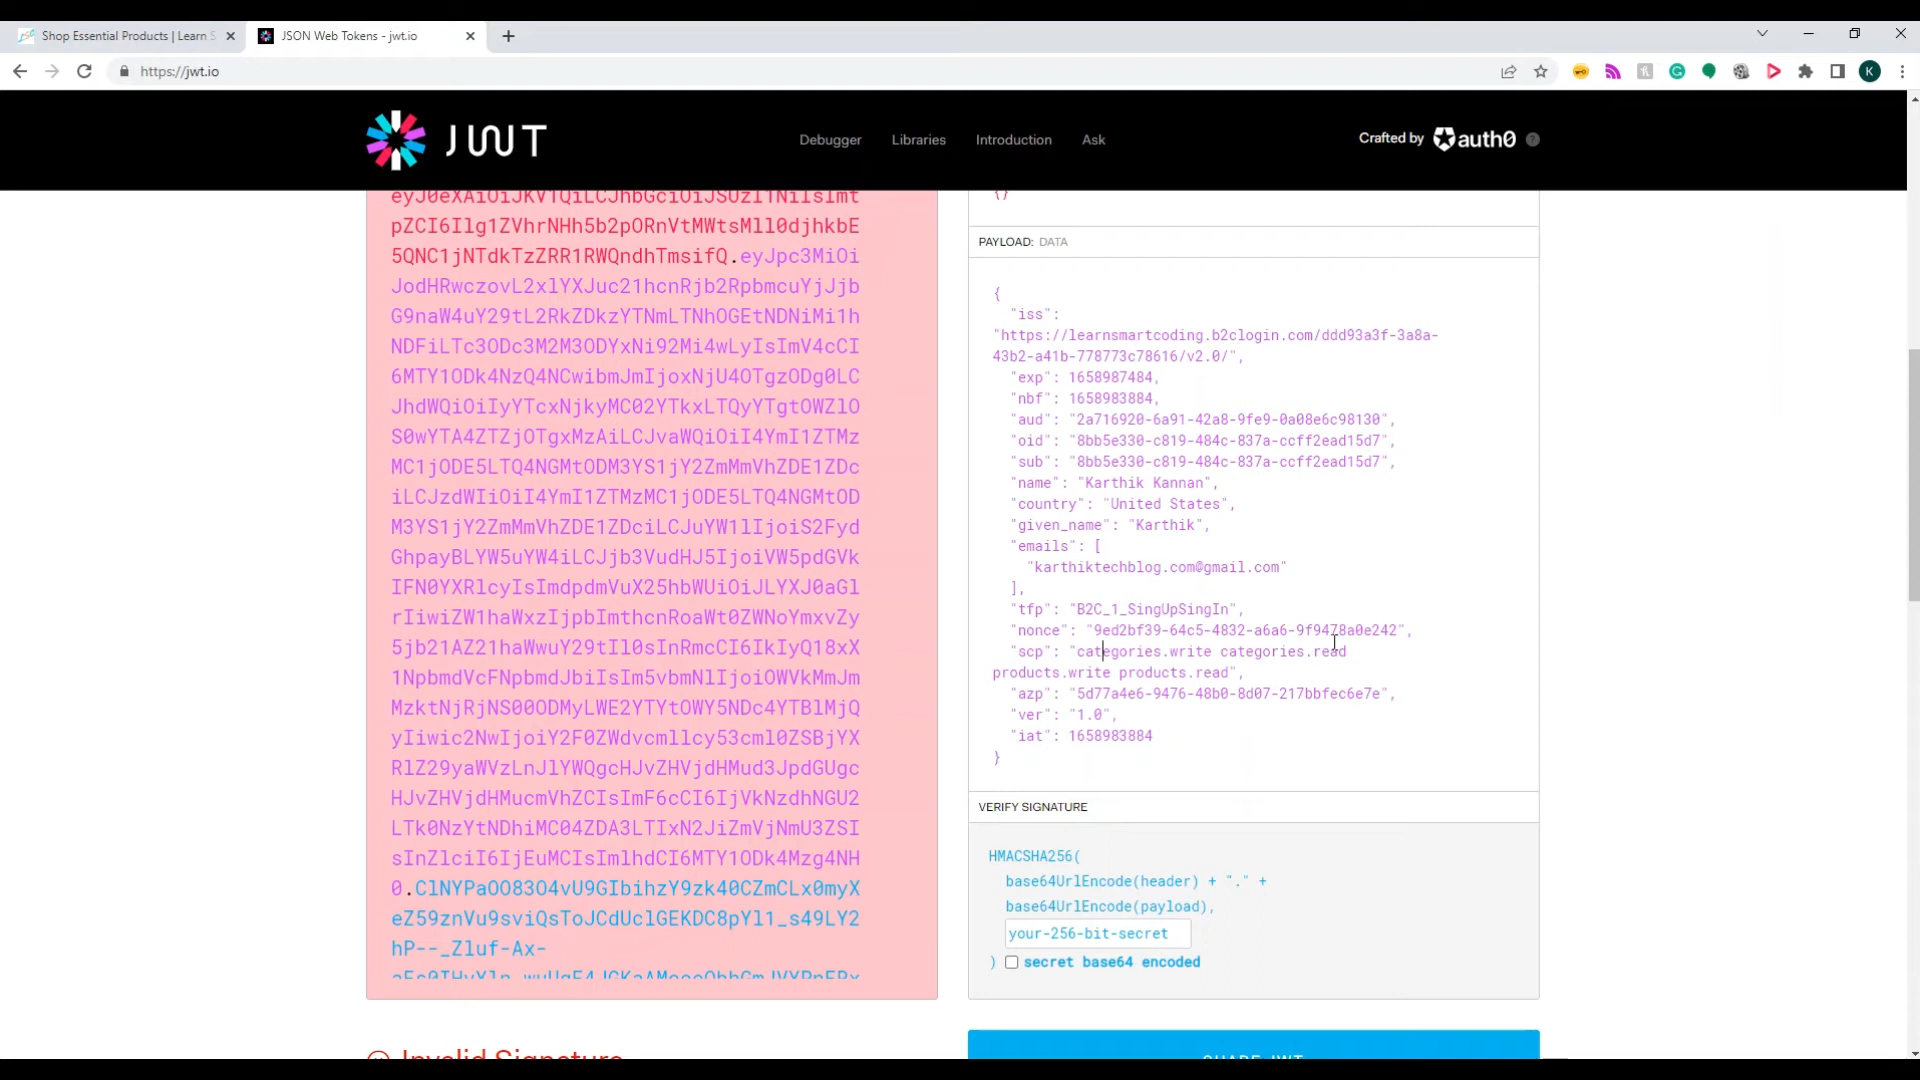 Shop Essential Products | Learn S
JSON Web Tokens - jwt.io
https://jwt.io
K
JWT
Debugger
Libraries
Introduction
Ask
Crafted by auth0
eyJ0eXAiOiJKV1QiLCJhbGciOiJSUzI1NiIsImt
pZCI6Ilg1ZVhrNHh5b2pORnVtMWtsMll0djhkbE
5QNC1jNTdkTzZRR1RWQndhTmsifQ.eyJpc3MiOi
JodHRwczovL2xlYXJuc21hcnRjb2RpbmcuYjJjb
G9naW4uY29tL2RkZDkzYTNmLTNhOGEtNDNiMi1h
NDFiLTc3ODc3M2M3ODYxNi92Mi4wLyIsImV4cCI
6MTY1ODk4NzQ4NCwibmJmIjoxNjU4OTgzODg0LC
JhdWQiOiIyYTcxNjkyMC02YTkxLTQyYTgtOWZlO
S0wYTA4ZTZjOTgxMzAiLCJvaWQiOiI4YmI1ZTMz
MC1jODE5LTQ4NGMtODM3YS1jY2ZmMmVhZDE1ZDc
iLCJzdWIiOiI4YmI1ZTMzMC1jODE5LTQ4NGMtOD
M3YS1jY2ZmMmVhZDE1ZDciLCJuYW1lIjoiS2Fyd
GhpayBLYW5uYW4iLCJjb3VudHJ5IjoiVW5pdGVk
IFN0YXRlcyIsImdpdmVuX25hbWUiOiJLYXJ0aGl
rIiwiZW1haWxzIjpbImthcnRoaWt0ZWNoYmxvZy
5jb21AZ21haWwuY29tIl0sInRmcCI6IkIyQ18xX
1NpbmdVcFNpbmdJbiIsIm5vbmNlIjoiOWVkMmJm
MzktNjRjNS00ODMyLWE2YTYtOWY5NDc4YTBlMjQ
yIiwic2NwIjoiY2F0ZWdvcmllcy53cml0ZSBjYX
RlZ29yaWVzLnJlYWQgcHJvZHVjdHMud3JpdGUgc
HJvZHVjdHMucmVhZCIsImF6cCI6IjVkNzdhNGU2
LTk0NzYtNDhiMC04ZDA3LTIxN2JiZmVjNmU3ZSI
sInZlciI6IjEuMCIsImlhdCI6MTY1ODk4Mzg4NH
0.ClNYPaOO83O4vU9GIbihzY9zk40CZmCLx0myX
eZ59znVu9sviQsToJCdUclGEKDC8pYl1_s49LY2
hP--_Zluf-Ax-
Invalid Signature
{}
PAYLOAD: DATA
{
"iss":
"https://learnsmartcoding.b2clogin.com/ddd93a3f-3a8a-
43b2-a41b-778773c78616/v2.0/",
"exp": 1658987484,
"nbf": 1658983884,
"aud": "2a716920-6a91-42a8-9fe9-0a08e6c98130",
"oid": "8bb5e330-c819-484c-837a-ccff2ead15d7",
"sub": "8bb5e330-c819-484c-837a-ccff2ead15d7",
"name": "Karthik Kannan",
"country": "United States",
"given_name": "Karthik",
"emails": [
"karthiktechblog.com@gmail.com"
],
"tfp": "B2C_1_SingUpSingIn",
"nonce": "9ed2bf39-64c5-4832-a6a6-9f9478a0e242",
"scp": "categories.write categories.read
products.write products.read",
"azp": "5d77a4e6-9476-48b0-8d07-217bbfec6e7e",
"ver": "1.0",
"iat": 1658983884
}
VERIFY SIGNATURE
HMACSHA256(
base64UrlEncode(header) + "." +
base64UrlEncode(payload),
your-256-bit-secret
) secret base64 encoded
SHARE JWT